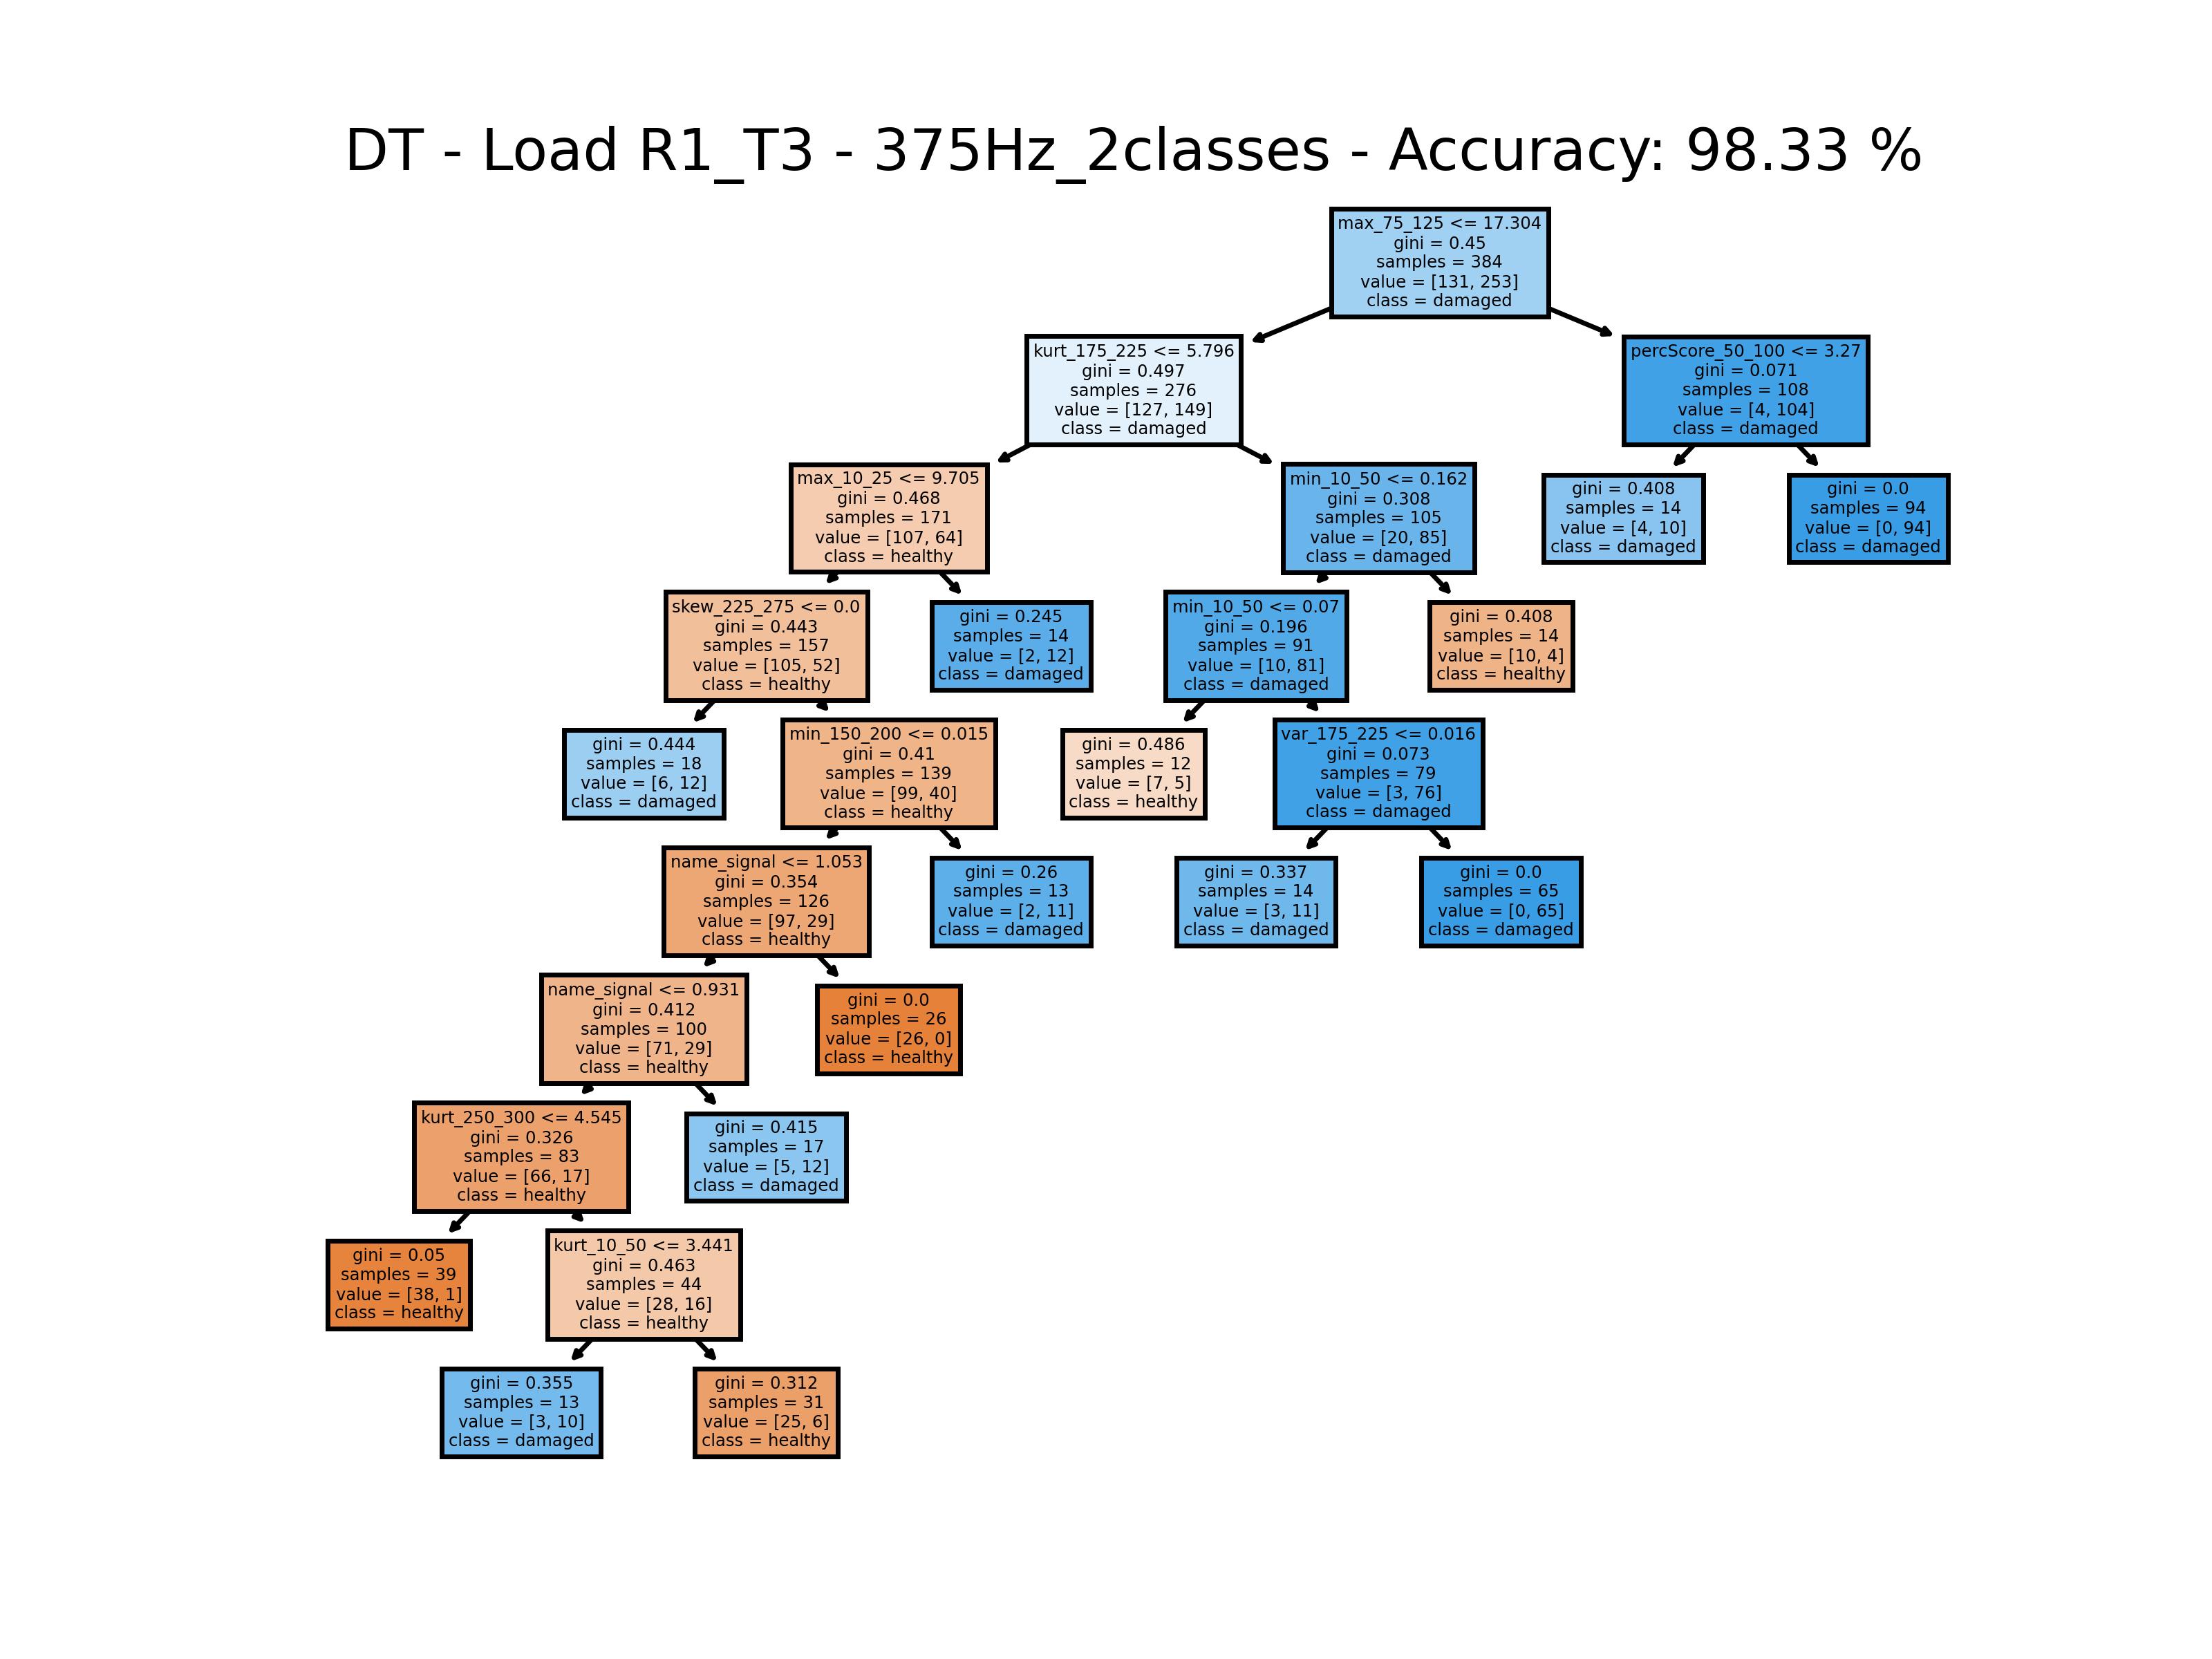 DT - Load R1_T3 - 375Hz_2classes - Accuracy: 98.33 %
max_75_125 <= 17.304
gini = 0.45
samples = 384
value = [131, 253]
class = damaged
kurt_175_225 <= 5.796
gini = 0.497
samples = 276
value = [127, 149]
class = damaged
percScore_50_100 <= 3.27
gini = 0.071
samples = 108
value = [4, 104]
class = damaged
max_10_25 <= 9.705
gini = 0.468
samples = 171
value = [107, 64]
class = healthy
min_10_50 <= 0.162
gini = 0.308
samples = 105
value = [20, 85]
class = damaged
gini = 0.408
samples = 14
value = [4, 10]
class = damaged
gini = 0.0
samples = 94
value = [0, 94]
class = damaged
skew_225_275 <= 0.0
gini = 0.443
samples = 157
value = [105, 52]
class = healthy
gini = 0.245
samples = 14
value = [2, 12]
class = damaged
min_10_50 <= 0.07
gini = 0.196
samples = 91
value = [10, 81]
class = damaged
gini = 0.408
samples = 14
value = [10, 4]
class = healthy
gini = 0.444
samples = 18
value = [6, 12]
class = damaged
min_150_200 <= 0.015
gini = 0.41
samples = 139
value = [99, 40]
class = healthy
gini = 0.486
samples = 12
value = [7, 5]
class = healthy
var_175_225 <= 0.016
gini = 0.073
samples = 79
value = [3, 76]
class = damaged
name_signal <= 1.053
gini = 0.354
samples = 126
value = [97, 29]
class = healthy
gini = 0.26
samples = 13
value = [2, 11]
class = damaged
gini = 0.337
samples = 14
value = [3, 11]
class = damaged
gini = 0.0
samples = 65
value = [0, 65]
class = damaged
name_signal <= 0.931
gini = 0.412
samples = 100
value = [71, 29]
class = healthy
gini = 0.0
samples = 26
value = [26, 0]
class = healthy
kurt_250_300 <= 4.545
gini = 0.326
samples = 83
value = [66, 17]
class = healthy
gini = 0.415
samples = 17
value = [5, 12]
class = damaged
gini = 0.05
samples = 39
value = [38, 1]
class = healthy
kurt_10_50 <= 3.441
gini = 0.463
samples = 44
value = [28, 16]
class = healthy
gini = 0.355
samples = 13
value = [3, 10]
class = damaged
gini = 0.312
samples = 31
value = [25, 6]
class = healthy